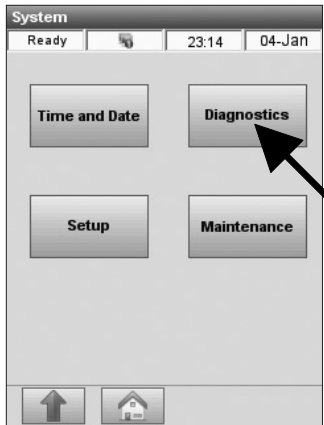 System
Ready 23:14 04-Jan
Time and Date Diagnostics
Setup Maintenance